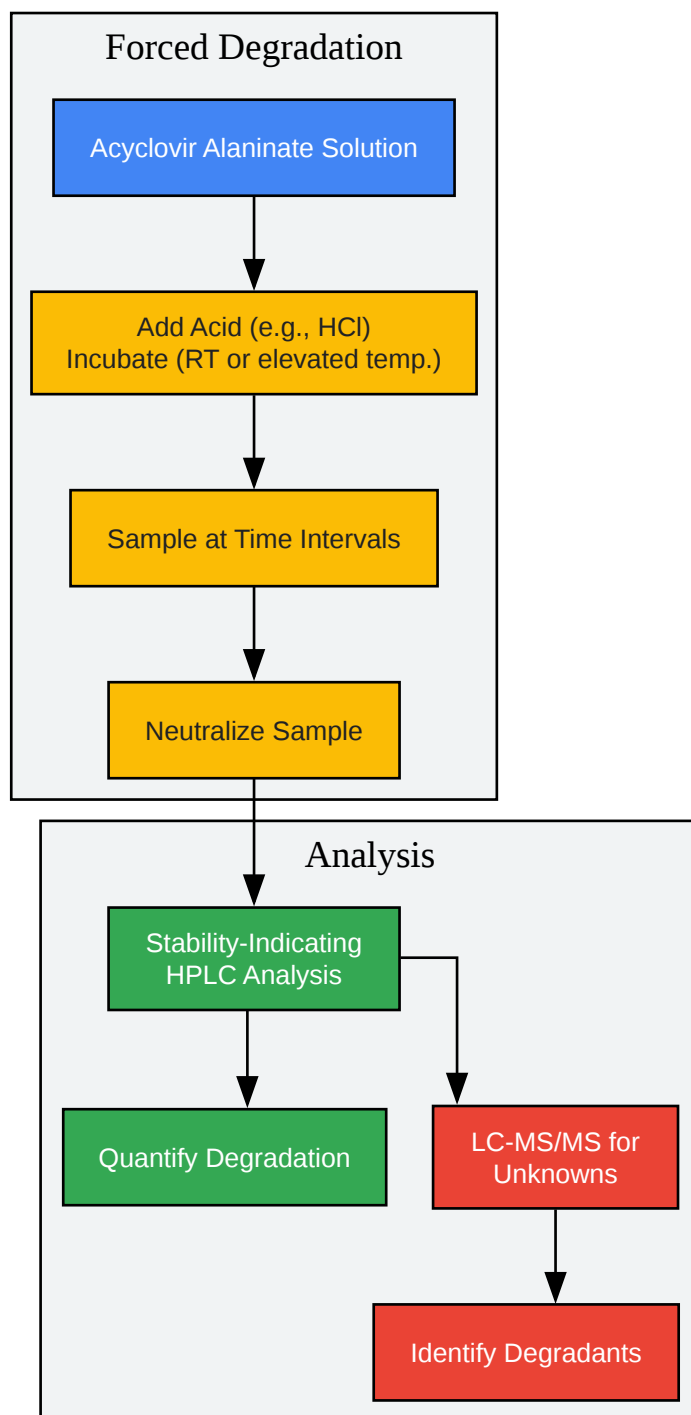 Forced Degradation
Acyclovir Alaninate Solution
Add Acid (e.g., HCl)
Incubate (RT or elevated temp.)
Sample at Time Intervals
Neutralize Sample
Analysis
Stability-Indicating
HPLC Analysis
Quantify Degradation
LC-MS/MS for
Unknowns
Identify Degradants